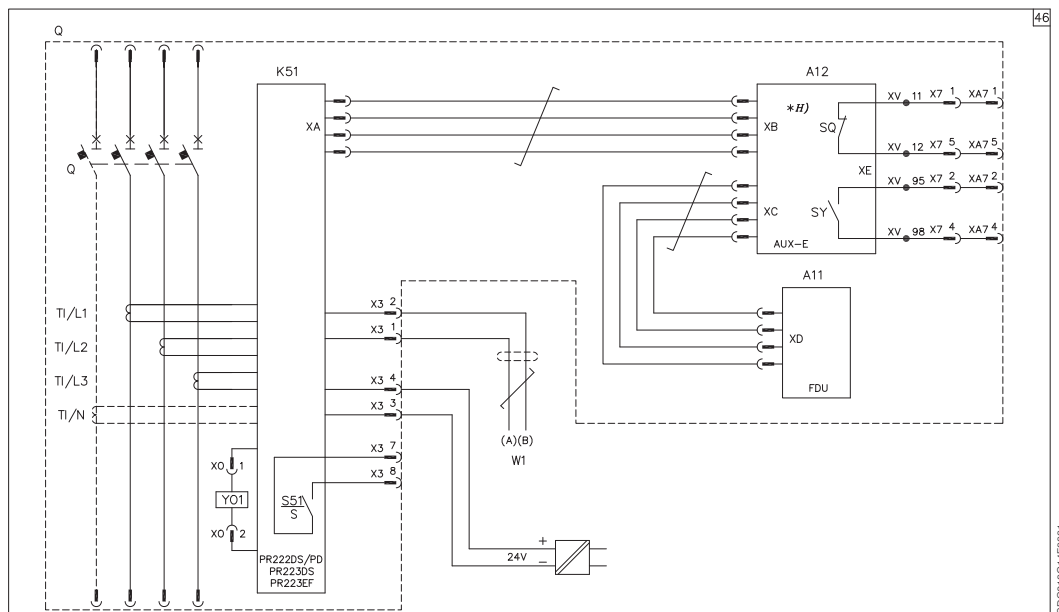 46
Q
K51
A12
XA
*H)
XB
SQ
XV 11 X7 1 XA7 1
XV 12 X7 5 XA7 5
XE
XV 95 X7 2 XA7 2
XC
SY
XV 98 X7 4 XA7 4
AUX-E
Q
A11
XD
FDU
TI/L1
X3 2
TI/L2
X3 1
TI/L3
X3 4
TI/N
X3 3
(A)(B)
W1
X3 7
X3 8
XO 1
YO1
S51
S
XO 2
+
24V
−
PR222DS/PD
PR223DS
PR223EF